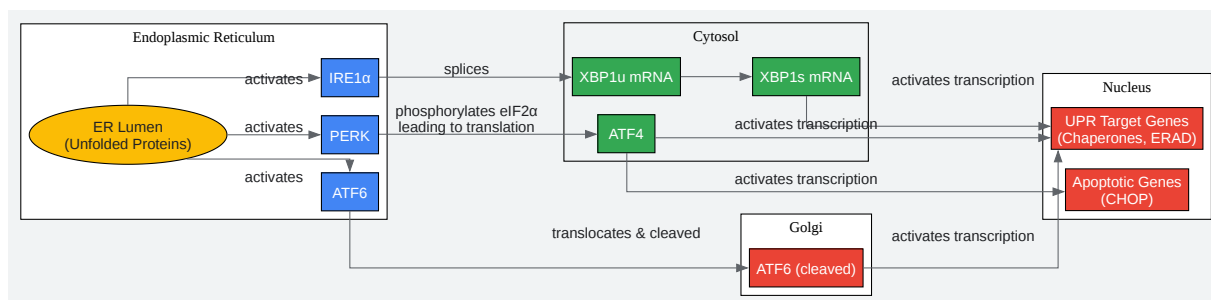 Endoplasmic Reticulum
ER Lumen
(Unfolded Proteins)
activates
activates
activates
IRE1α
PERK
ATF6
splices
phosphorylates eIF2α
leading to translation
translocates & cleaved
Cytosol
XBP1u mRNA
XBP1s mRNA
ATF4
activates transcription
activates transcription
activates transcription
activates transcription
Golgi
ATF6 (cleaved)
Nucleus
UPR Target Genes
(Chaperones, ERAD)
Apoptotic Genes
(CHOP)